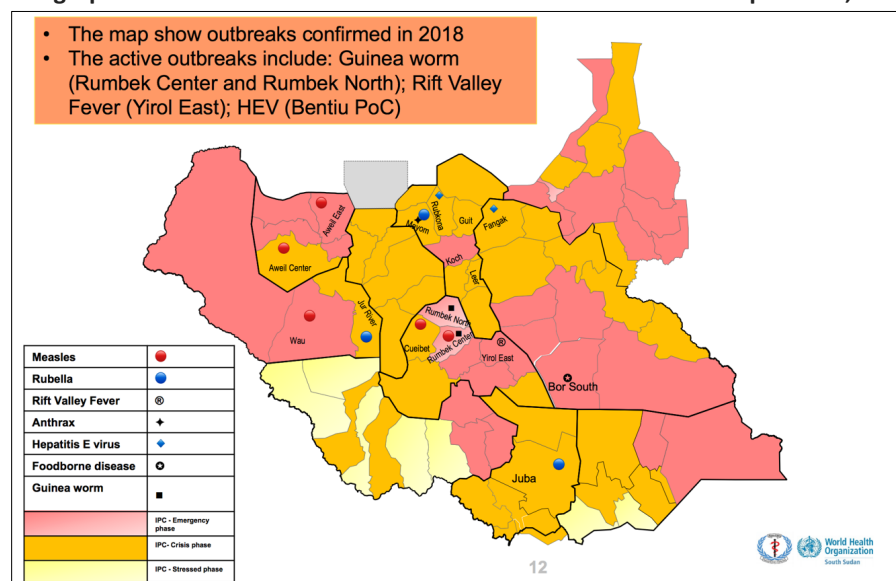 • The map show outbreaks confirmed in 2018
• The active outbreaks include: Guinea worm
(Rumbek Center and Rumbek North); Rift Valley
Fever (Yirol East); HEV (Bentiu PoC)
Aweil East
Aweil Center
Mayom
Rubkona
Guit
Fangak
Koch
Leer
Jur River
Wau
Rumbek North
Cueibet
Rumbek Center
Yirol East
Bor South
Juba
Measles
Rubella
Rift Valley Fever ®
Anthrax
Hepatitis E virus
Foodborne disease
Guinea worm
IPC - Emergency
phase
IPC- Crisis phase
IPC - Stressed phase
12
World Health
Organization
South Sudan